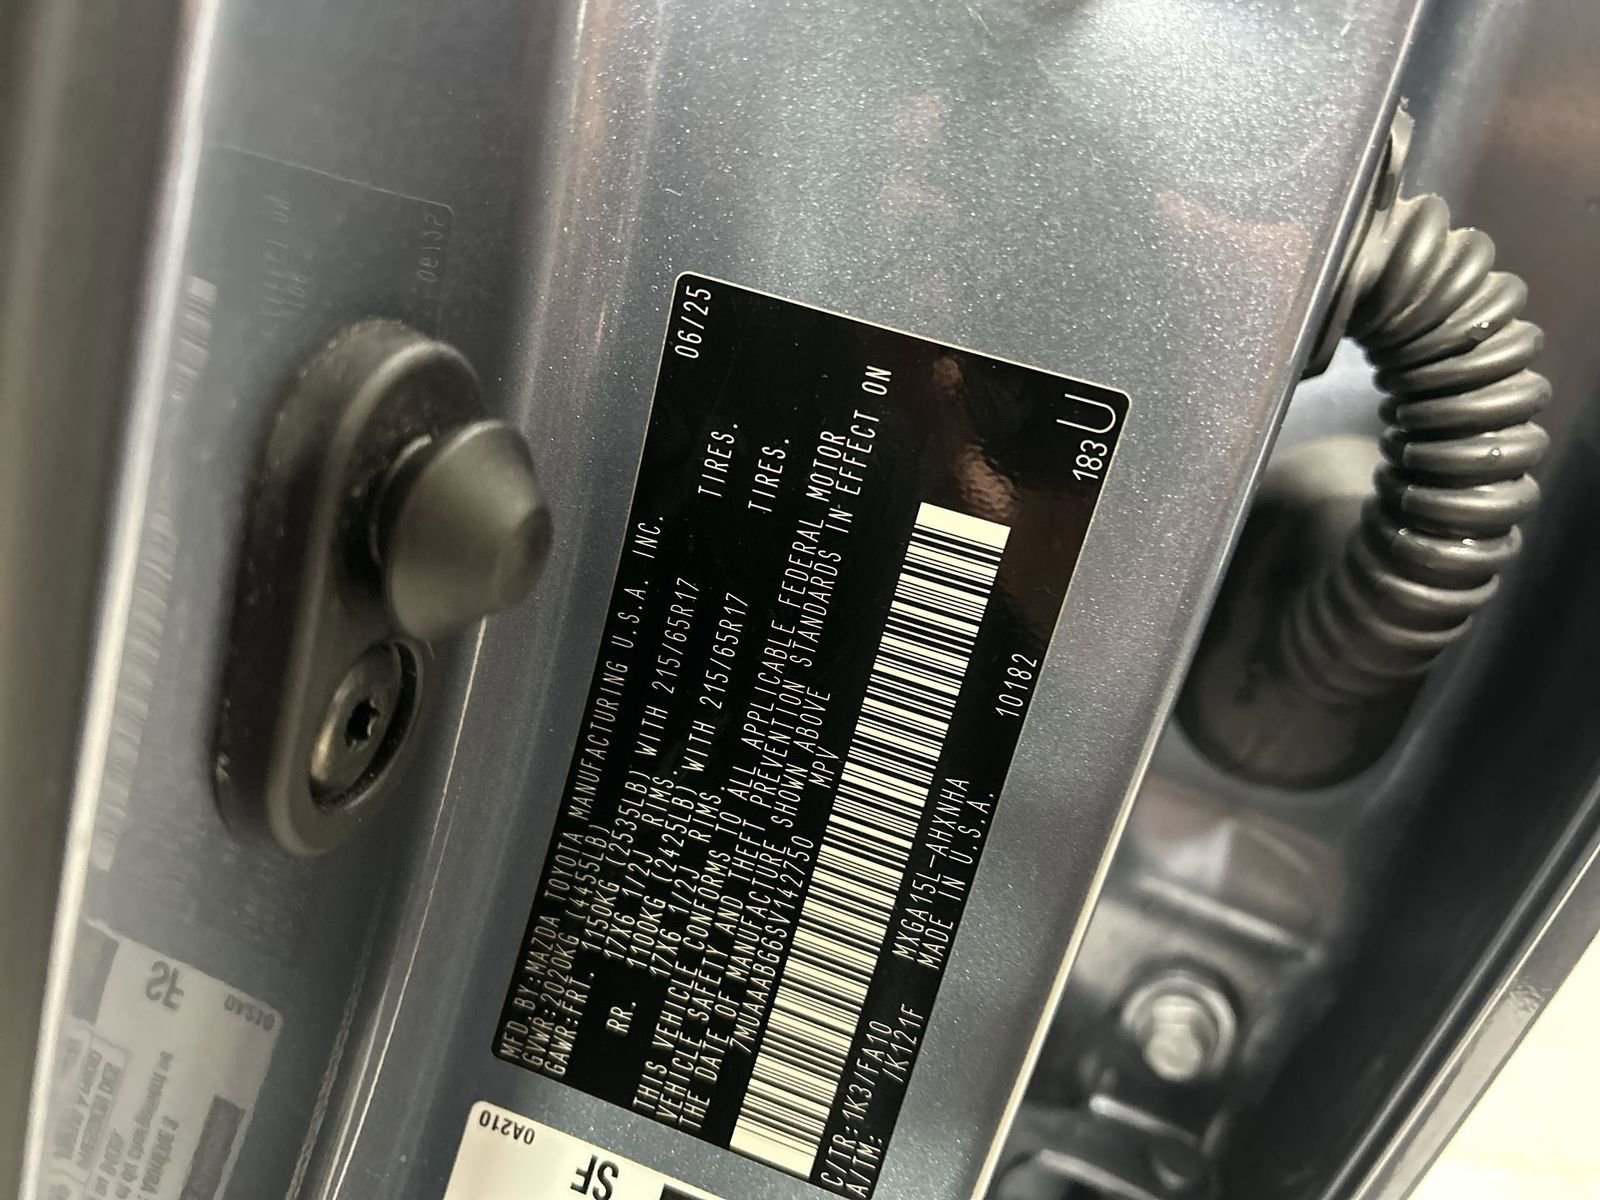 MFD BY:MAZDA TOYOTA MANUFACTURING U.S.A. INC. 06/25
GVWR:2020KG (4455LB)
GAWR:FRT. 1150KG (2535LB) WITH 215/65R17 TIRES.
17X6 1/2J RIMS.
RR. 1100KG (2425LB) WITH 215/65R17 TIRES.
17X6 1/2J RIMS.
THIS VEHICLE CONFORMS TO ALL APPLICABLE FEDERAL MOTOR
VEHICLE SAFETY AND THEFT PREVENTION STANDARDS IN EFFECT ON
THE DATE OF MANUFACTURE SHOWN ABOVE.
7MUAAABG6SV142750 MPV
C/TR:1K3/FA10 MXGA15L-AHXNHA 10182 183U
A/TM: /K121F MADE IN U.S.A.
0A210
SF